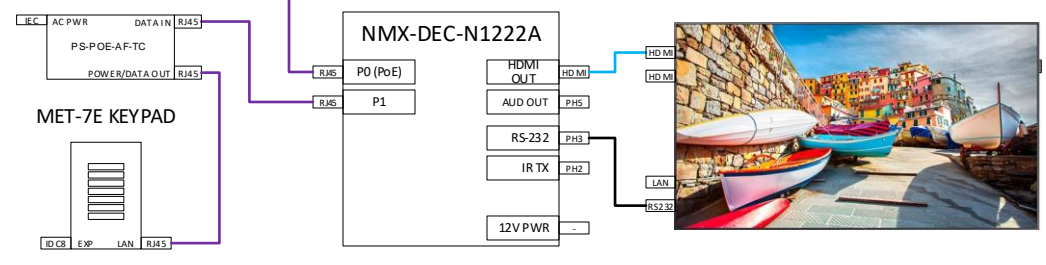 IEC AC PWR DATA IN RJ45
PS-POE-AF-TC
POWER/DATA OUT RJ45
MET-7E KEYPAD
IDC8 EXP LAN RJ45
NMX-DEC-N1222A
RJ45 P0 (PoE)
RJ45 P1
HDMI
OUT HDMI
AUD OUT PH5
RS-232 PH3
IR TX PH2
12V PWR -
HDMI
HDMI
LAN
RS232